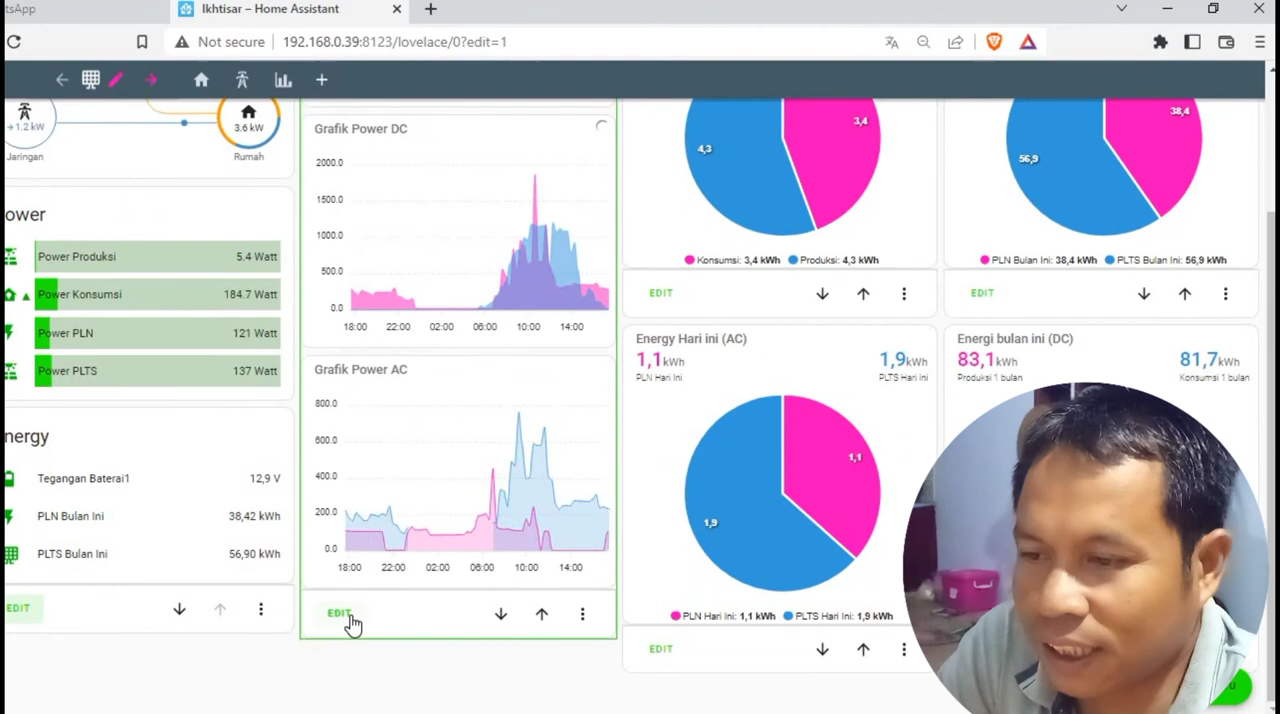 tsApp
Ikhtisar – Home Assistant
Not secure
192.168.0.39:8123/lovelace/0?edit=1
1.2 kW
Jaringan
3.6 kW
Rumah
ower
Power Produksi
5.4 Watt
Power Konsumsi
184.7 Watt
Power PLN
121 Watt
Power PLTS
137 Watt
nergy
Tegangan Baterai1
12,9 V
PLN Bulan Ini
38,42 kWh
PLTS Bulan Ini
56,90 kWh
EDIT
Grafik Power DC
2000.0
1500.0
1000.0
500.0
0.0
18:00 22:00 02:00 06:00 10:00 14:00
Grafik Power AC
800.0
600.0
400.0
200.0
0.0
18:00 22:00 02:00 06:00 10:00 14:00
EDIT
3,4
4,3
Konsumsi: 3,4 kWh Produksi: 4,3 kWh
EDIT
38,4
56,9
PLN Bulan Ini: 38,4 kWh PLTS Bulan Ini: 56,9 kWh
EDIT
Energy Hari ini (AC)
1,1kWh
PLN Hari Ini
1,9kWh
PLTS Hari Ini
1,1
1,9
PLN Hari Ini: 1,1 kWh PLTS Hari Ini: 1,9 kWh
EDIT
Energi bulan ini (DC)
83,1kWh
Produksi 1 bulan
81,7kWh
Konsumsi 1 bulan